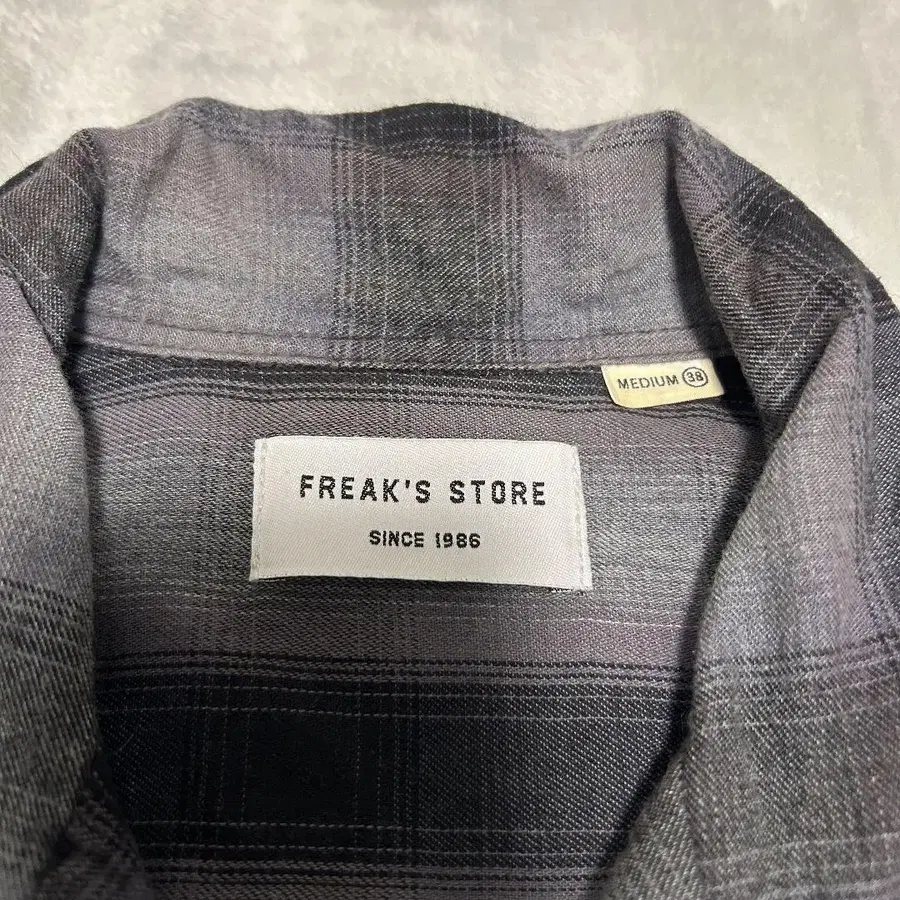 MEDIUM 38
FREAK'S STORE
SINCE 1986